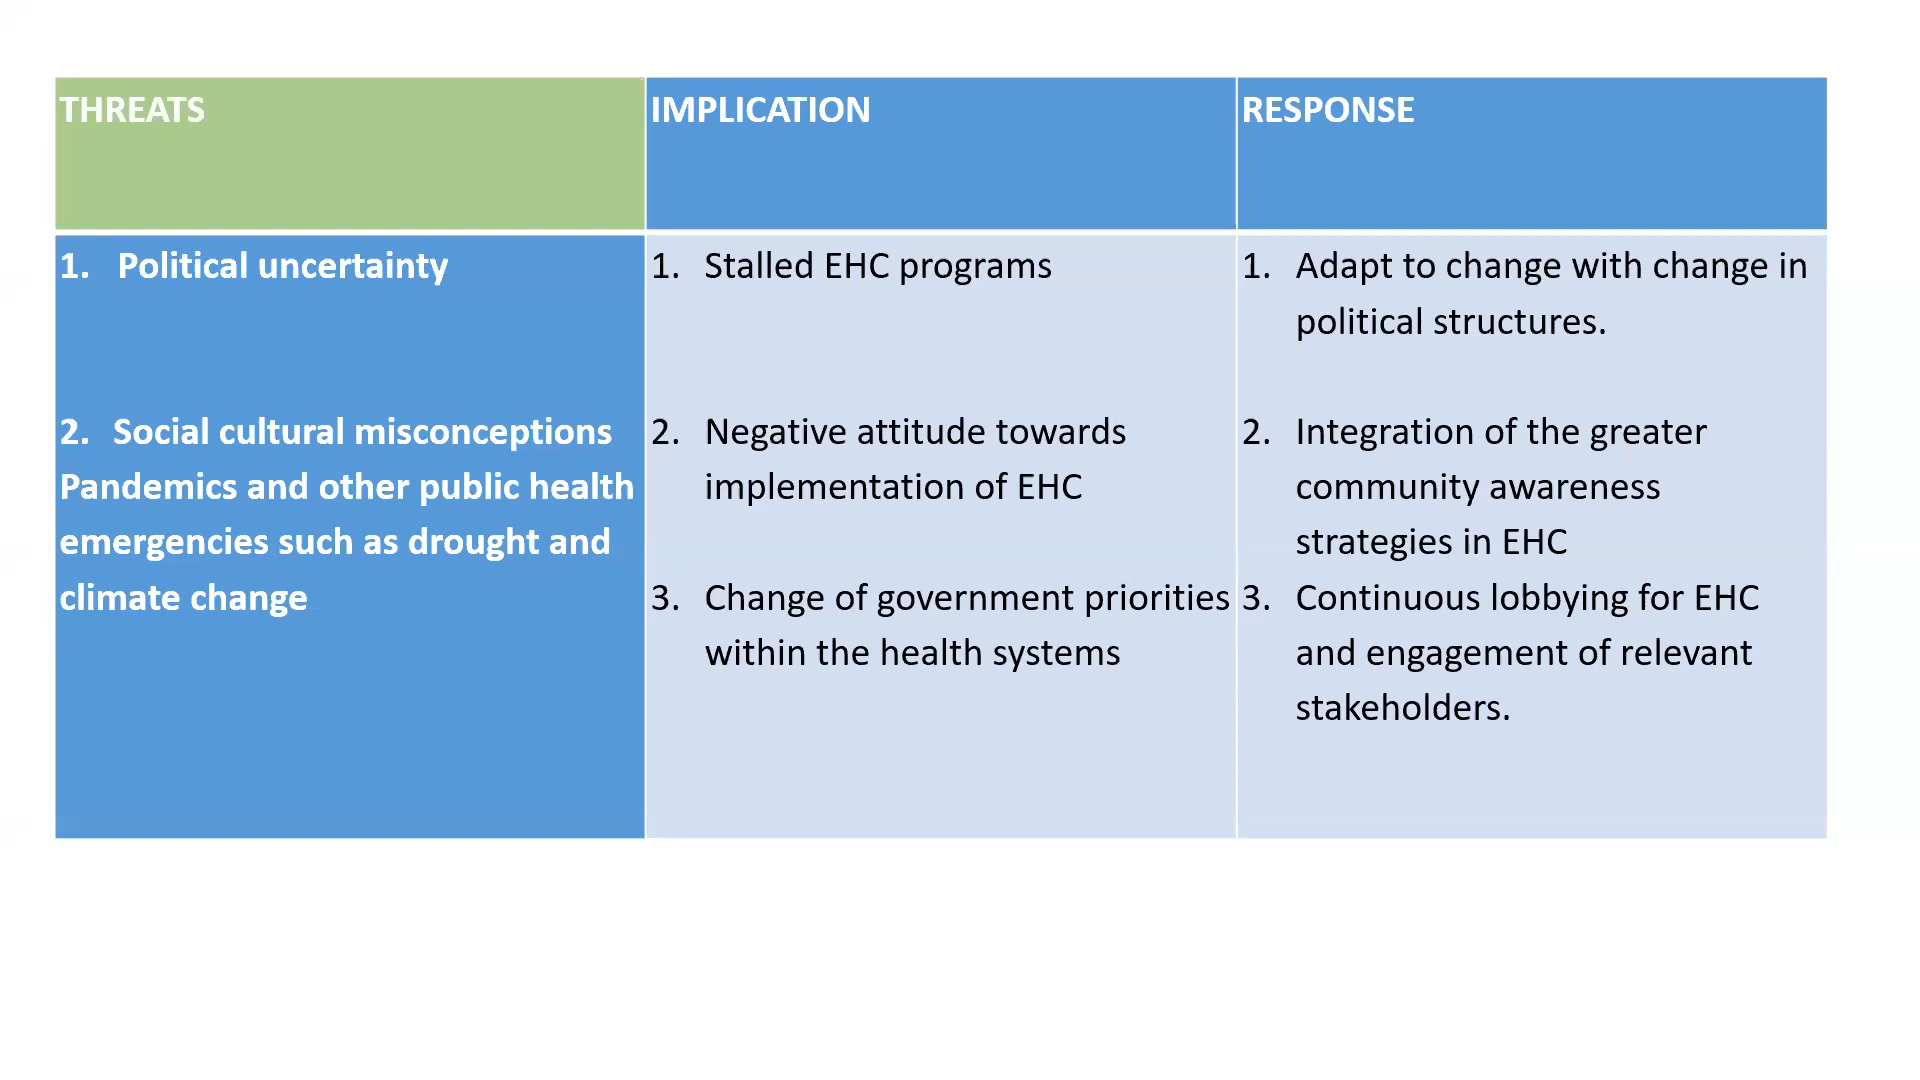 THREATS
IMPLICATION
RESPONSE
1. Political uncertainty
2. Social cultural misconceptions
Pandemics and other public health
emergencies such as drought and
climate change
1. Stalled EHC programs
2. Negative attitude towards
implementation of EHC
3. Change of government priorities
within the health systems
1. Adapt to change with change in
political structures.
2. Integration of the greater
community awareness
strategies in EHC
3. Continuous lobbying for EHC
and engagement of relevant
stakeholders.